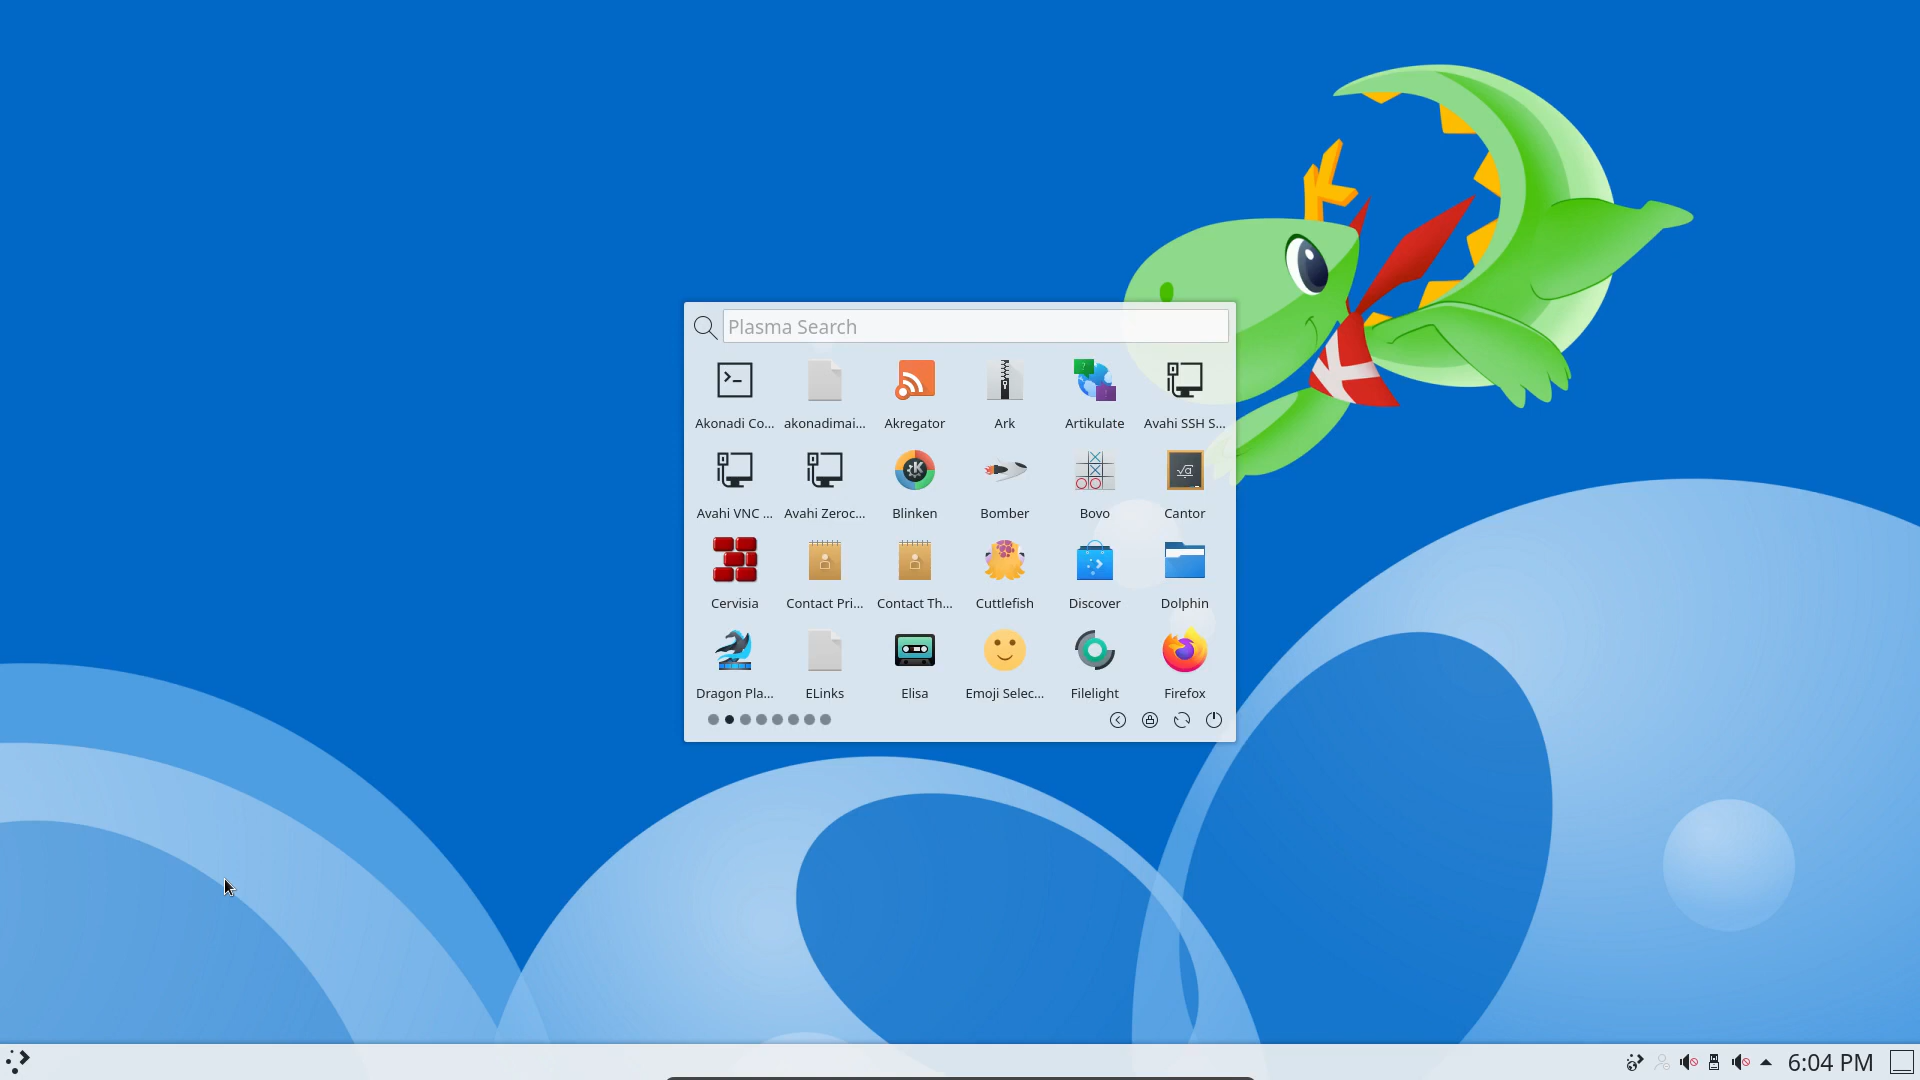 Plasma Search
Akonadi Co...
akonadimai...
Akregator
Ark
Artikulate
Avahi SSH S...
Avahi VNC ...
Avahi Zeroc...
Blinken
Bomber
Bovo
Cantor
Cervisia
Contact Pri...
Contact Th...
Cuttlefish
Discover
Dolphin
Dragon Pla...
ELinks
Elisa
Emoji Selec...
Filelight
Firefox
6:04 PM